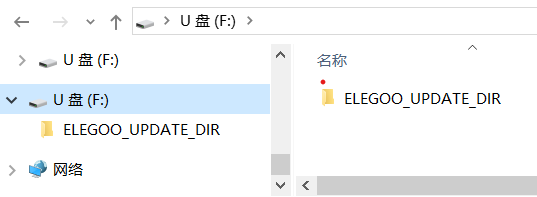 U 盘 (F:)
U 盘 (F:)
U 盘 (F:)
ELEGOO_UPDATE_DIR
网络
名称
ELEGOO_UPDATE_DIR